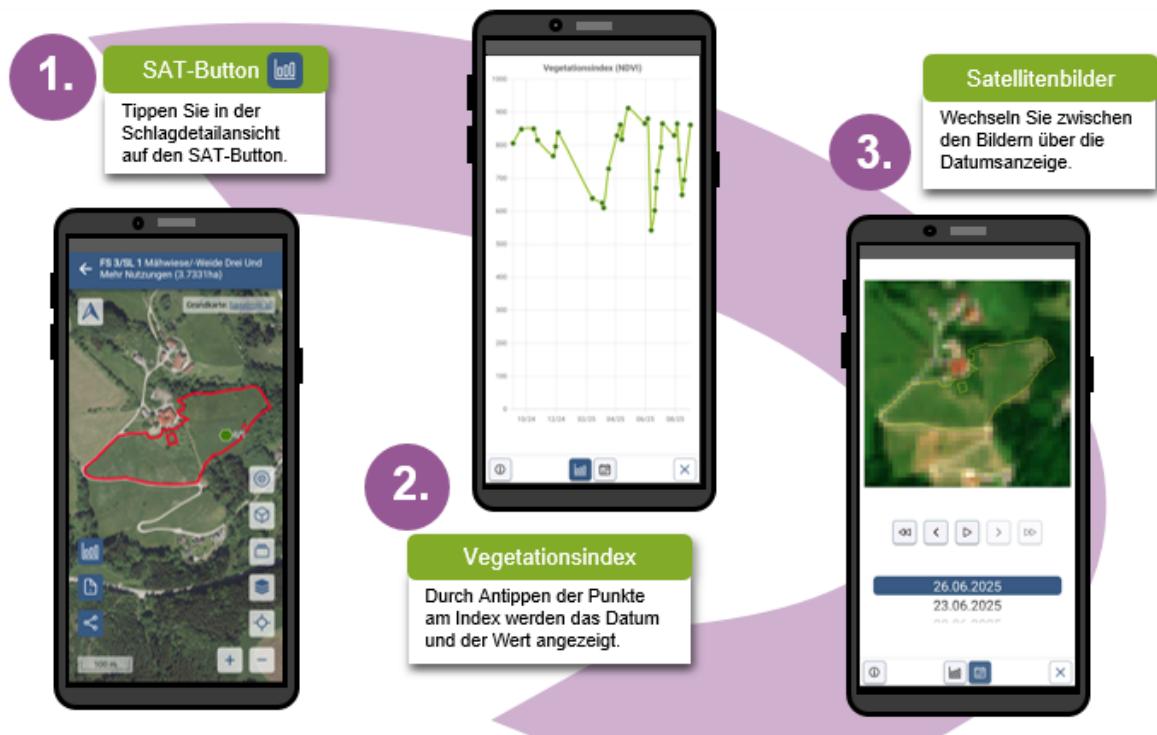 1.
SAT-Button
Tippen Sie in der
Schlagdetailansicht
auf den SAT-Button.
FS 3/SL 1 Mähwiese/-Weide Drei Und
Mehr Nutzungen (3.7331ha)
Grundkarte:
100 m
+ −
Vegetationsindex (NDVI)
1000
900
800
700
600
500
400
300
200
100
0
10/24 12/24 02/25 04/25 06/25 08/25
2.
Vegetationsindex
Durch Antippen der Punkte
am Index werden das Datum
und der Wert angezeigt.
3.
Satellitenbilder
Wechseln Sie zwischen
den Bildern über die
Datumsanzeige.
26.06.2025
23.06.2025